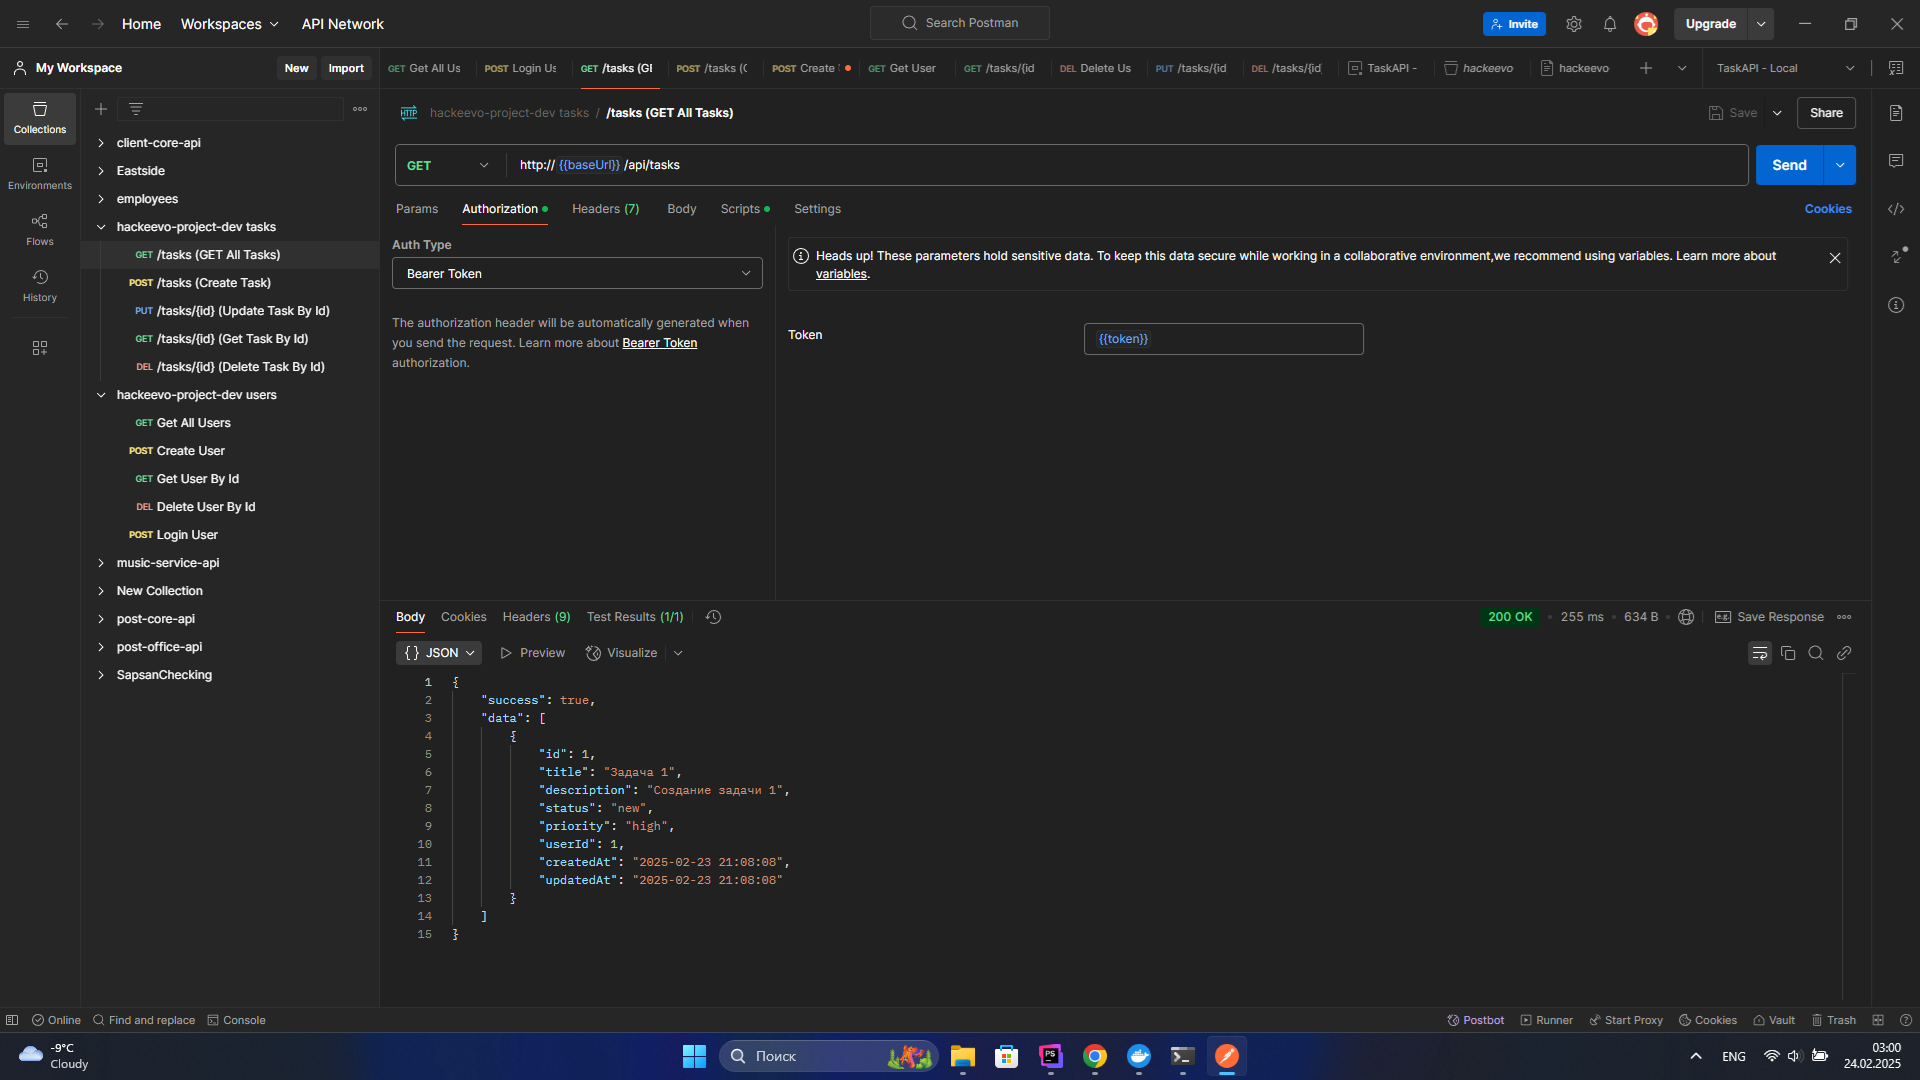 Home Workspaces API Network Search Postman Invite Upgrade
My Workspace New Import GET Get All Us POST Login Us GET /tasks (GE POST /tasks (C POST Create GET Get User GET /tasks/{id DEL Delete Us PUT /tasks/{id DEL /tasks/{id TaskAPI - hackeevo hackeevo TaskAPI - Local
hackeevo-project-dev tasks / /tasks (GET All Tasks) Save Share
HTTP
GET http:// {{baseUrl}} /api/tasks Send
Params Authorization Headers (7) Body Scripts Settings Cookies
Collections
Environments
Flows
History
client-core-api
Eastside
employees
hackeevo-project-dev tasks
GET /tasks (GET All Tasks)
POST /tasks (Create Task)
PUT /tasks/{id} (Update Task By Id)
GET /tasks/{id} (Get Task By Id)
DEL /tasks/{id} (Delete Task By Id)
hackeevo-project-dev users
GET Get All Users
POST Create User
GET Get User By Id
DEL Delete User By Id
POST Login User
music-service-api
New Collection
post-core-api
post-office-api
SapsanChecking
Auth Type
Bearer Token
The authorization header will be automatically generated when
you send the request. Learn more about Bearer Token
authorization.
Heads up! These parameters hold sensitive data. To keep this data secure while working in a collaborative environment,we recommend using variables. Learn more about
variables.
Token {{token}}
Body Cookies Headers (9) Test Results (1/1) 200 OK 255 ms 634 B e.g. Save Response
{} JSON Preview Visualize
1 {
2 "success": true,
3 "data": [
4 {
5 "id": 1,
6 "title": "Задача 1",
7 "description": "Создание задачи 1",
8 "status": "new",
9 "priority": "high",
10 "userId": 1,
11 "createdAt": "2025-02-23 21:08:08",
12 "updatedAt": "2025-02-23 21:08:08"
13 }
14 ]
15 }
Online Find and replace Console Postbot Runner Start Proxy Cookies Vault Trash
-9°C
Cloudy
Поиск
PS
ENG
03:00
24.02.2025